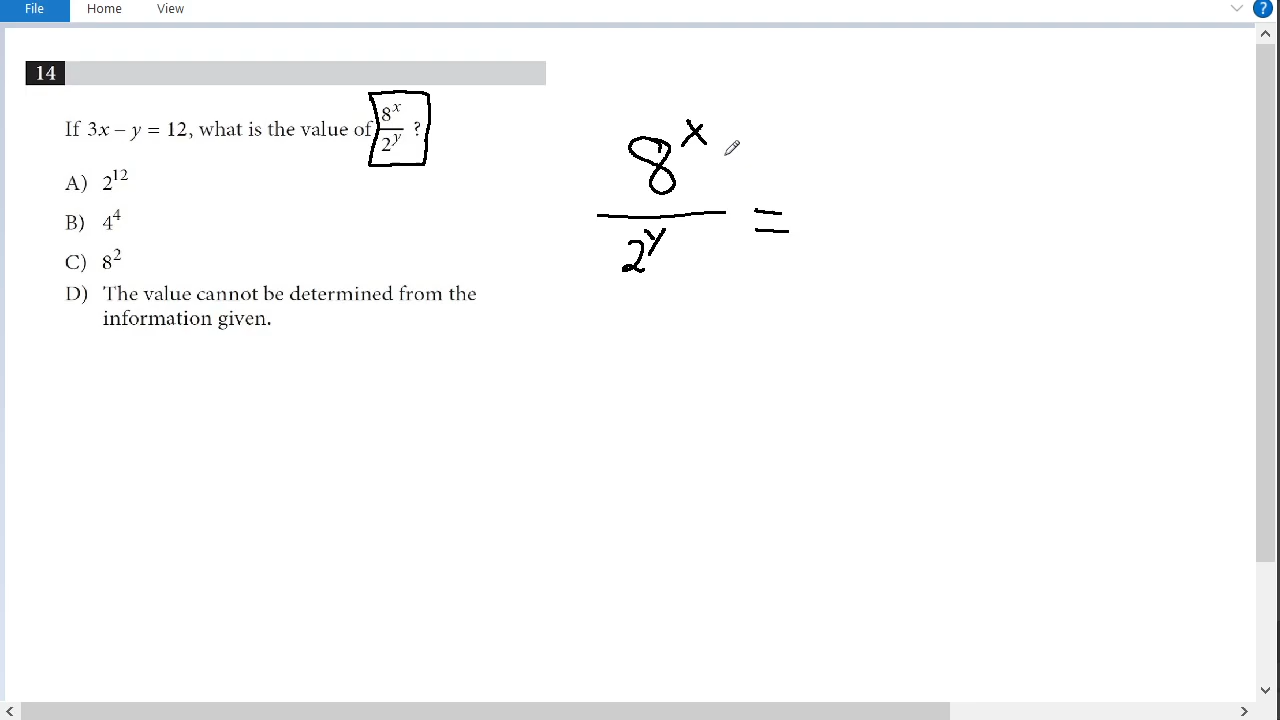 File Home View ?
14
If 3x – y = 12, what is the value of 8^x/2^y ?
A) 2^12
B) 4^4
C) 8^2
D) The value cannot be determined from the
information given.
8^x/2^y =